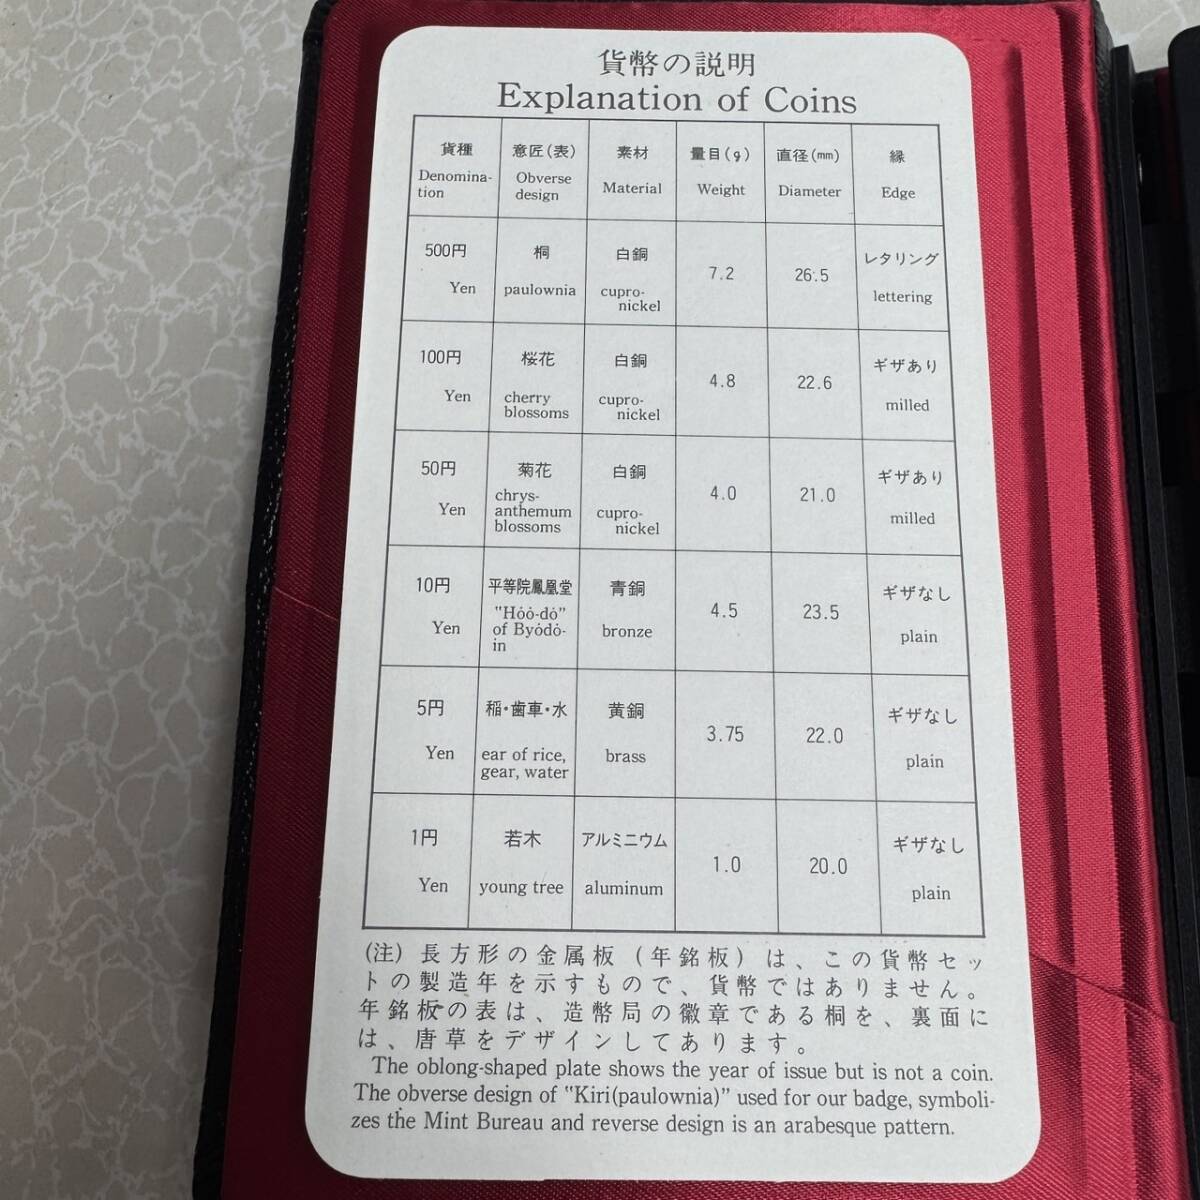 貨幣の説明
Explanation of Coins
貨種 意匠(表) 素材 量目(g) 直径(mm) 縁
Denomina-
tion
Obverse
design
Material Weight Diameter Edge
500円 桐 白銅 7.2 26.5 レタリング
Yen paulownia cupro-
nickel
lettering
100円 桜花 白銅 4.8 22.6 ギザあり
Yen cherry
blossoms
cupro-
nickel
milled
50円 菊花 白銅 4.0 21.0 ギザあり
Yen chrys-
anthemum
blossoms
cupro-
nickel
milled
10円 平等院鳳凰堂 青銅 4.5 23.5 ギザなし
Yen "Hóó-dó"
of Byódó-
in
bronze plain
5円 稲・歯車・水 黄銅 3.75 22.0 ギザなし
Yen ear of rice,
gear, water
brass plain
1円 若木 アルミニウム 1.0 20.0 ギザなし
Yen young tree aluminum plain
(注) 長方形の金属板(年銘板)は、この貨幣セッ
トの製造年を示すもので、貨幣ではありません。
年銘板の表は、造幣局の徽章である桐を、裏面に
は、唐草をデザインしてあります。
The oblong-shaped plate shows the year of issue but is not a coin.
The obverse design of "Kiri(paulownia)" used for our badge, symboli-
zes the Mint Bureau and reverse design is an arabesque pattern.